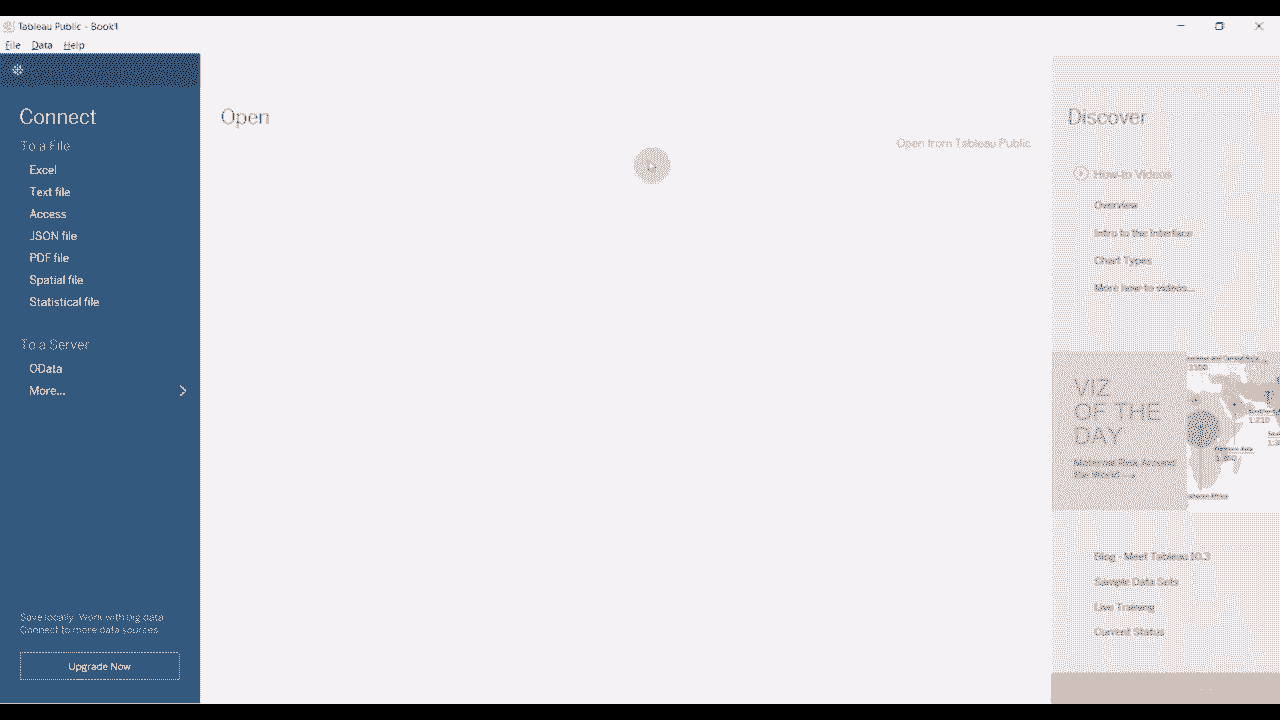 Tableau Public - Book1
File Data Help
Connect
To a File
Excel
Text file
Access
JSON file
PDF file
Spatial file
Statistical file
To a Server
OData
More...
Save locally. Work with big data.
Connect to more data sources.
Upgrade Now
Open
Open from Tableau Public
Discover
How-to Videos
Overview
Intro to the Interface
Chart Types
More how-to videos...
VIZ
OF THE
DAY
Maternal Risk Around
the World
Blog - Meet Tableau 10.3
Sample Data Sets
Live Training
Current Status